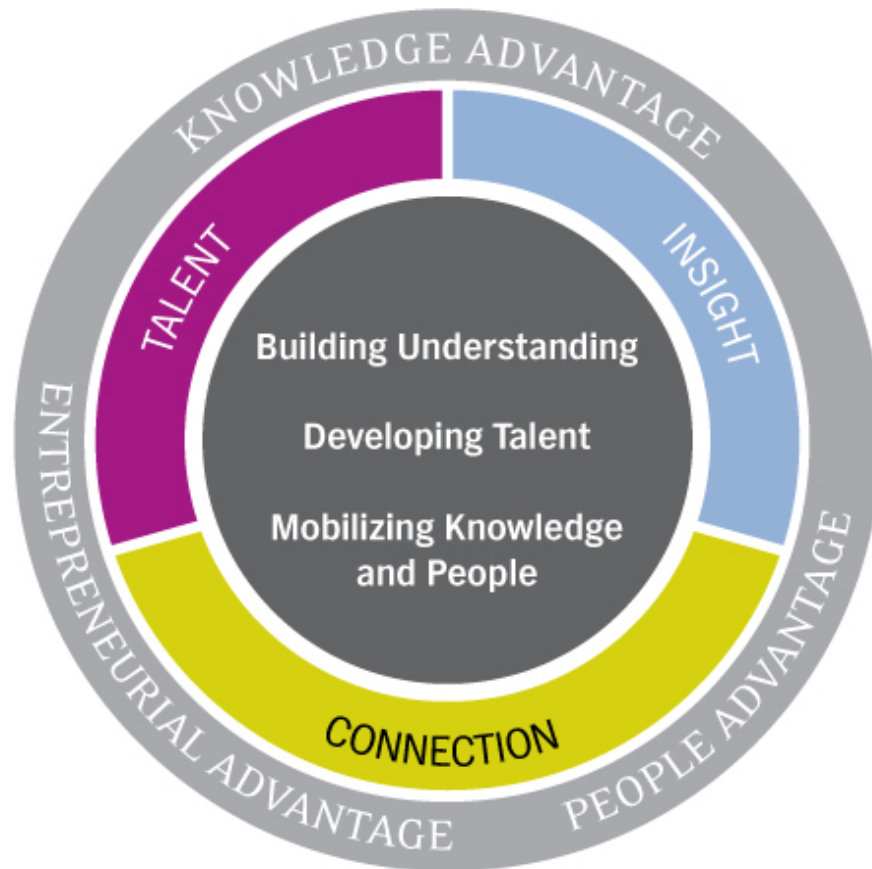 KNOWLEDGE ADVANTAGE
TALENT
INSIGHT
Building Understanding
Developing Talent
Mobilizing Knowledge
and People
CONNECTION
ENTREPRENEURIAL ADVANTAGE
PEOPLE ADVANTAGE